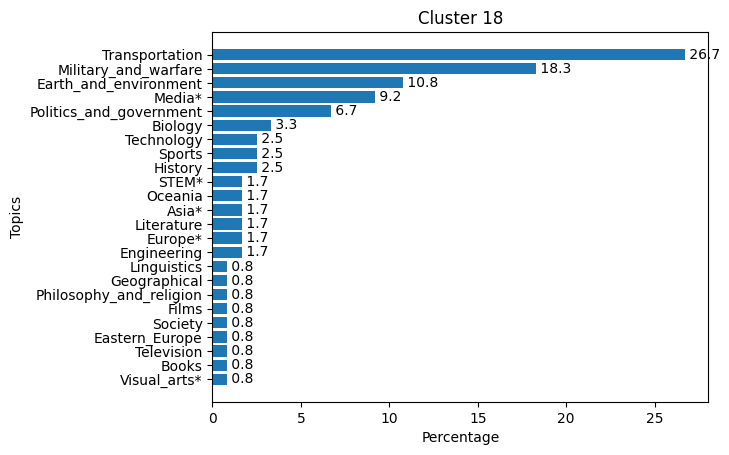 Cluster 18
Transportation 26.7
Military_and_warfare 18.3
Earth_and_environment 10.8
Media* 9.2
Politics_and_government 6.7
Biology 3.3
Technology 2.5
Sports 2.5
History 2.5
STEM* 1.7
Oceania 1.7
Asia* 1.7
Literature 1.7
Europe* 1.7
Engineering 1.7
Linguistics 0.8
Geographical 0.8
Philosophy_and_religion 0.8
Films 0.8
Society 0.8
Eastern_Europe 0.8
Television 0.8
Books 0.8
Visual_arts* 0.8
Topics
0 5 10 15 20 25
Percentage